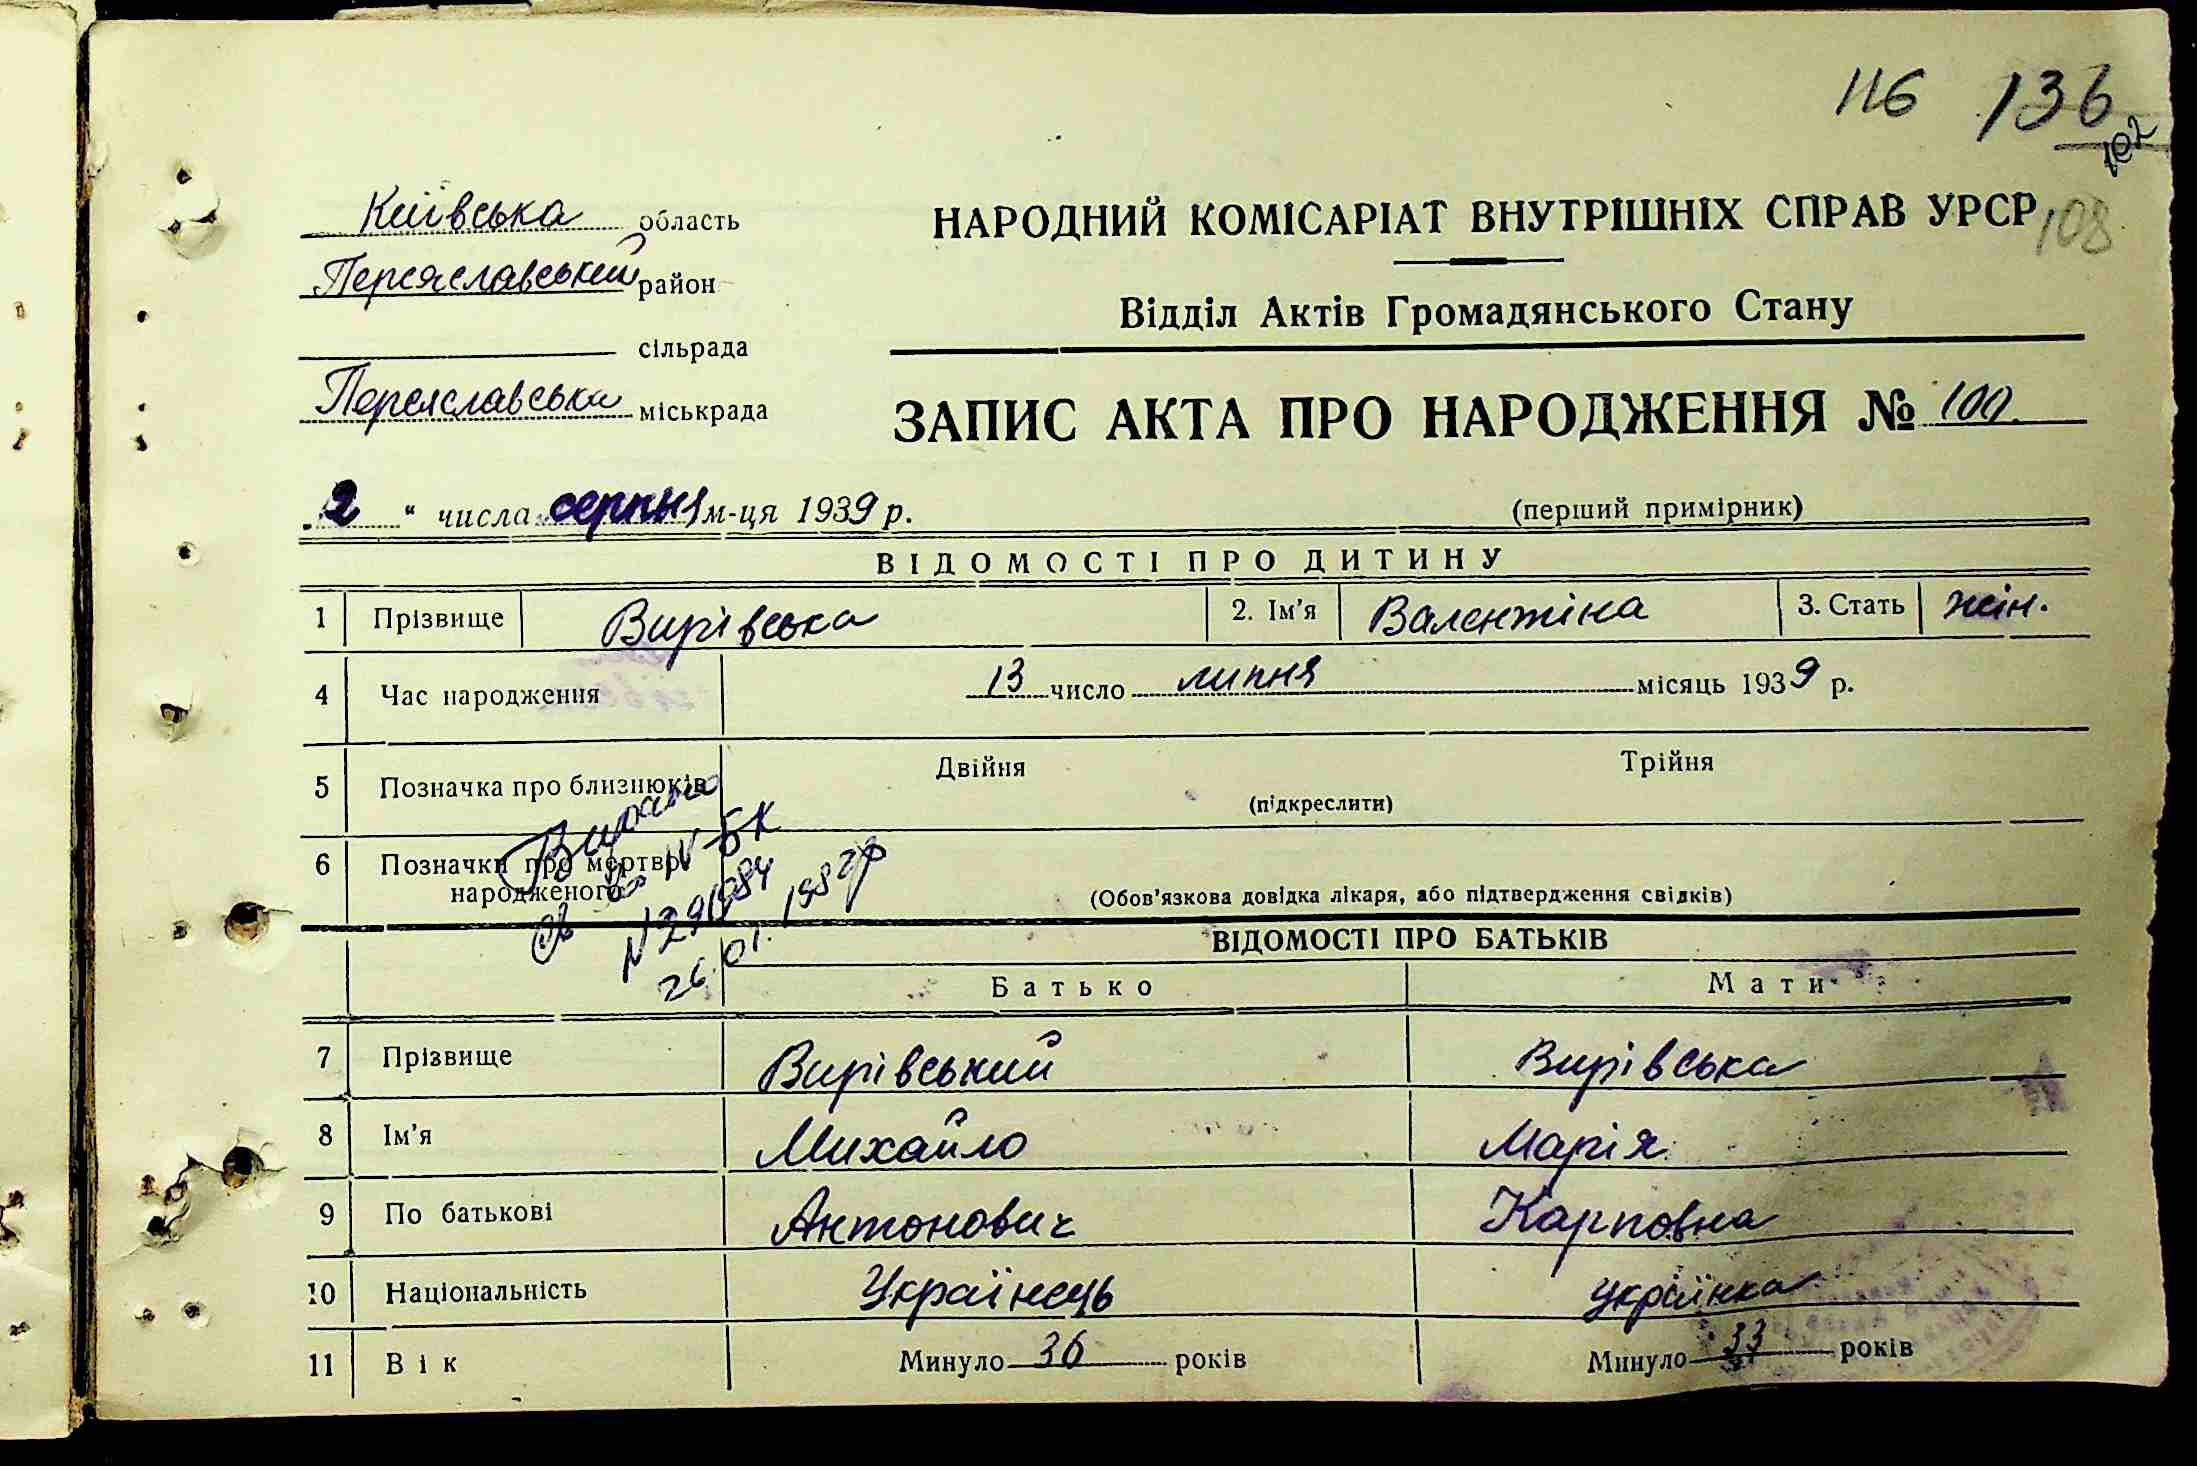 116 136
102
Київська область
НАРОДНИЙ КОМІСАРІАТ ВНУТРІШНІХ СПРАВ УРСР
108
Переяславський район
Відділ Актів Громадянського Стану
сільрада
Переяславська міськрада
ЗАПИС АКТА ПРО НАРОДЖЕННЯ № 100.
2 “ числа серпня м-ця 1939 р.
(перший примірник)
ВІДОМОСТІ ПРО ДИТИНУ
1 Прізвище Вирівська 2. Ім’я Валентіна 3. Стать жін.
4 Час народження 13 число липня місяць 1939 р.
5 Позначка про близнюків Двійня Трійня
(підкреслити)
6 Позначки про мертво-
народженого (Обов’язкова довідка лікаря, або підтвердження свідків)
БК
26.01.1982р
ВІДОМОСТІ ПРО БАТЬКІВ
Батько Мати
7 Прізвище Вирівський Вирівська
8 Ім’я Михайло Марія
9 По батькові Антонович Карповна
10 Національність Українець українка
11 Вік Минуло 36 років Минуло 33 років